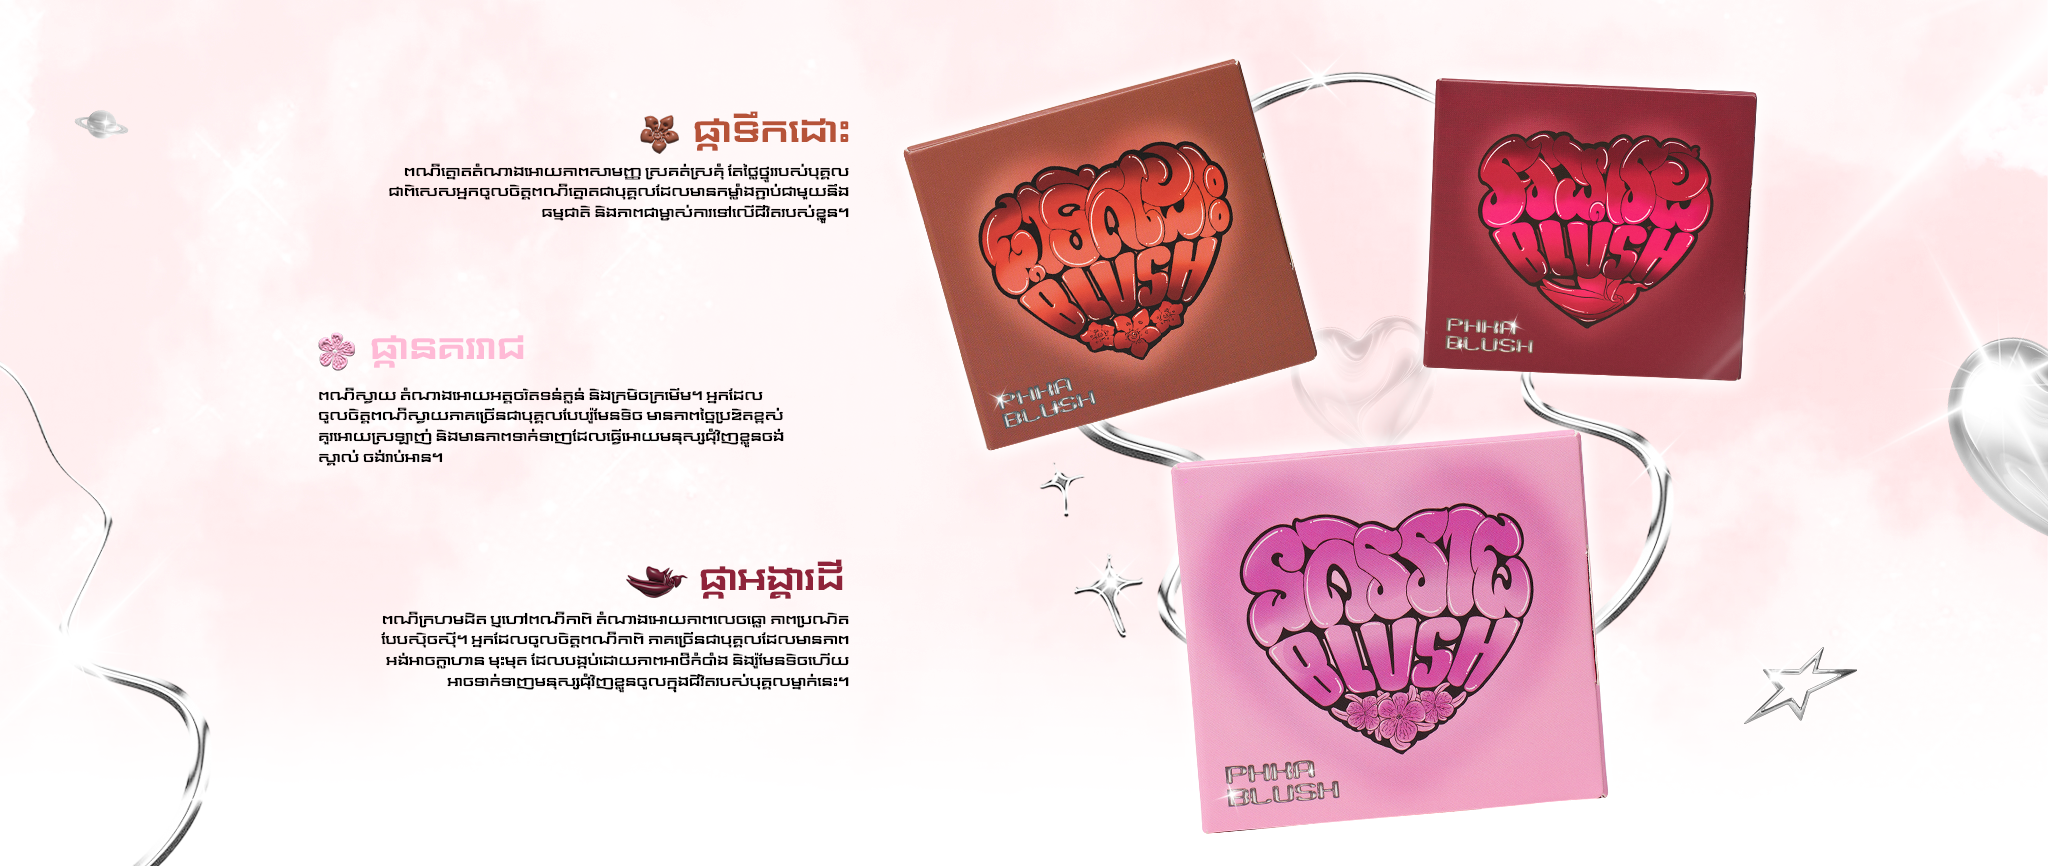 ផ្កាទឹកដោះ
ពណ៌ត្នោតតំណាងអោយភាពសាមញ្ញ ស្រគត់ស្រគុំ តែថ្លៃថ្នូររបស់បុគ្គល
ជាពិសេសអ្នកចូលចិត្តពណ៌ត្នោតជាបុគ្គលដែលមានកម្លាំងភ្ជាប់ជាមួយនឹង
ធម្មជាតិ និងភាពជាម្ចាស់ការទៅលើជីវិតរបស់ខ្លួន។
ផ្កានគររាជ
ពណ៌ស្វាយ តំណាងអោយអត្តចរិតទន់ភ្លន់ និងក្រមិចក្រមើម។ អ្នកដែល
ចូលចិត្តពណ៌ស្វាយភាគច្រើនជាបុគ្គលបែបរ៉ូមែនទិច មានភាពច្នៃប្រឌិតខ្ពស់
គួរអោយស្រឡាញ់ និងមានភាពទាក់ទាញដែលធ្វើអោយមនុស្សជុំវិញខ្លួនចង់
ស្គាល់ ចង់រាប់អាន។
ផ្កាអង្គារដី
ពណ៌ក្រហមដិត ឬហៅពណ៌កាពិ តំណាងអោយភាពលេចធ្លោ ភាពប្រណិត
បែបស៊ិចស៊ី។ អ្នកដែលចូលចិត្តពណ៌កាពិ ភាគច្រើនជាបុគ្គលដែលមានភាព
អង់អាចក្លាហាន មុះមុត ដែលបង្កប់ដោយភាពអាថ៌កំបាំង និងរ៉ូមែនទិចហើយ
អាចទាក់ទាញមនុស្សជុំវិញខ្លួនចូលក្នុងជីវិតរបស់បុគ្គលម្នាក់នេះ។
BLUSH
PHKA
BLUSH
BLUSH
PHKA
BLUSH
BLUSH
PHKA
BLUSH